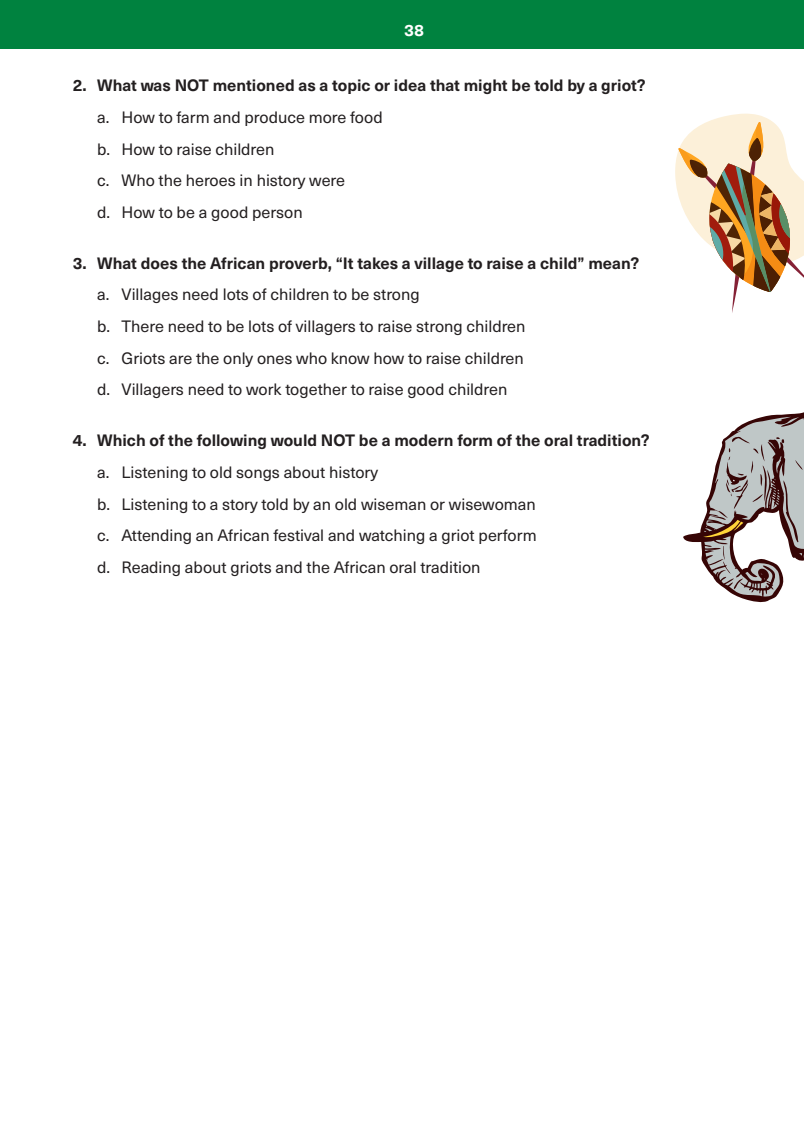 38
2. What was NOT mentioned as a topic or idea that might be told by a griot?
a. How to farm and produce more food
b. How to raise children
c. Who the heroes in history were
d. How to be a good person
3. What does the African proverb, “It takes a village to raise a child” mean?
a. Villages need lots of children to be strong
b. There need to be lots of villagers to raise strong children
c. Griots are the only ones who know how to raise children
d. Villagers need to work together to raise good children
4. Which of the following would NOT be a modern form of the oral tradition?
a. Listening to old songs about history
b. Listening to a story told by an old wiseman or wisewoman
c. Attending an African festival and watching a griot perform
d. Reading about griots and the African oral tradition